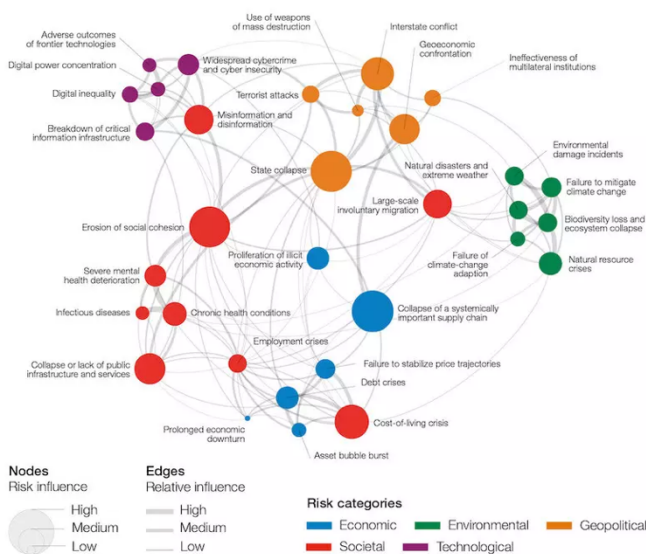 Use of weapons
of mass destruction
Interstate conflict
Adverse outcomes
of frontier technologies
Geoeconomic
confrontation
Ineffectiveness of
multilateral institutions
Digital power concentration
Widespread cybercrime
and cyber insecurity
Digital inequality
Terrorist attacks
Misinformation and
disinformation
Breakdown of critical
information infrastructure
Environmental
damage incidents
State collapse
Natural disasters and
extreme weather
Failure to mitigate
climate change
Large-scale
involuntary migration
Biodiversity loss and
ecosystem collapse
Erosion of social cohesion
Proliferation of illicit
economic activity
Failure of
climate-change
adaption
Natural resource
crises
Severe mental
health deterioration
Infectious diseases
Chronic health conditions
Collapse of a systemically
important supply chain
Employment crises
Collapse or lack of public
infrastructure and services
Failure to stabilize price trajectories
Debt crises
Prolonged economic
downturn
Cost-of-living crisis
Asset bubble burst
Nodes
Risk influence
High
Medium
Low
Edges
Relative influence
High
Medium
Low
Risk categories
Economic
Environmental
Geopolitical
Societal
Technological